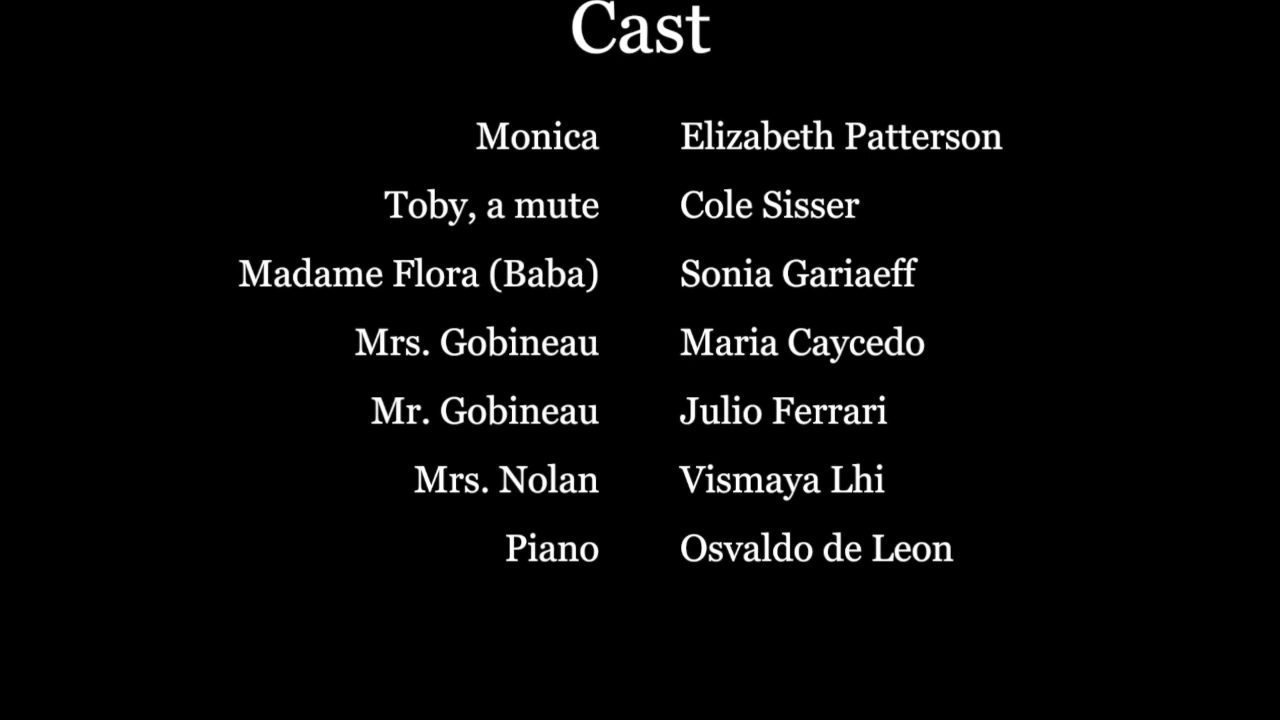 Cast
Monica Elizabeth Patterson
Toby, a mute Cole Sisser
Madame Flora (Baba) Sonia Gariaeff
Mrs. Gobineau Maria Caycedo
Mr. Gobineau Julio Ferrari
Mrs. Nolan Vismaya Lhi
Piano Osvaldo de Leon